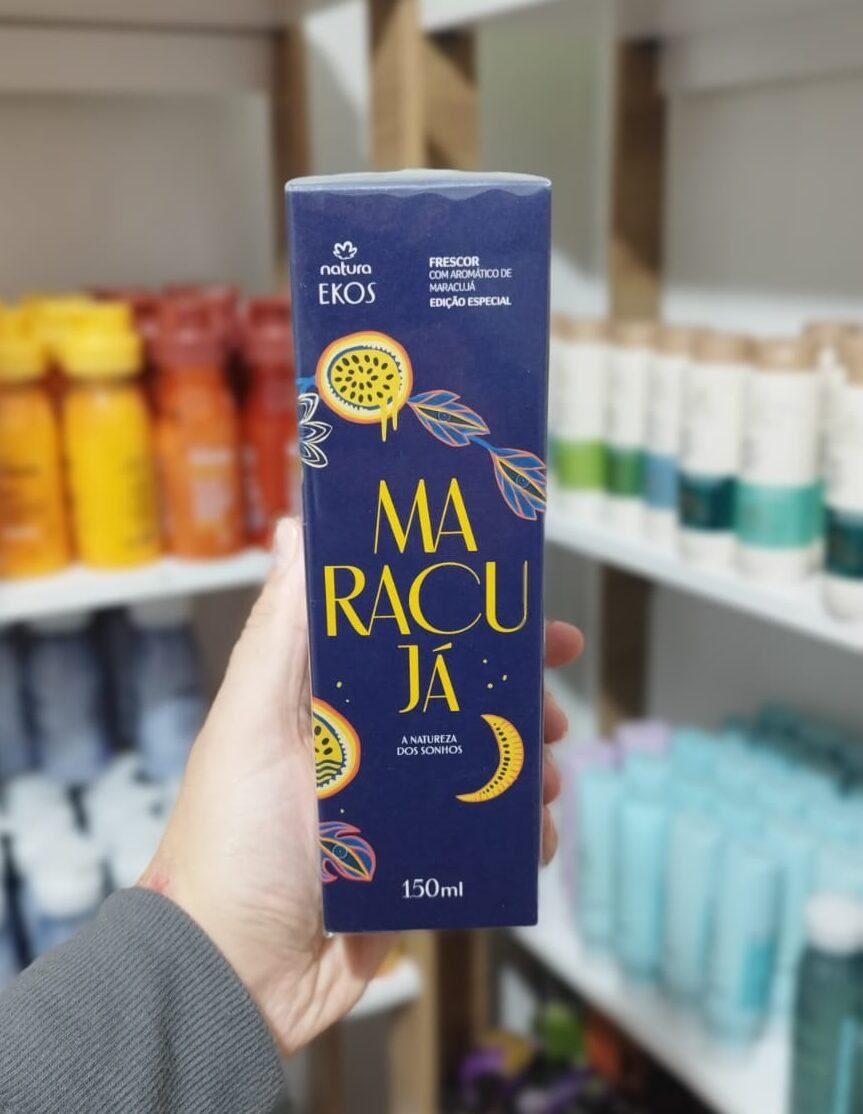 natura
EKOS
FRESCOR
COM AROMÁTICO DE
MARACUJÁ
EDIÇÃO ESPECIAL
MA
RACU
JÁ
A NATUREZA
DOS SONHOS
150ml